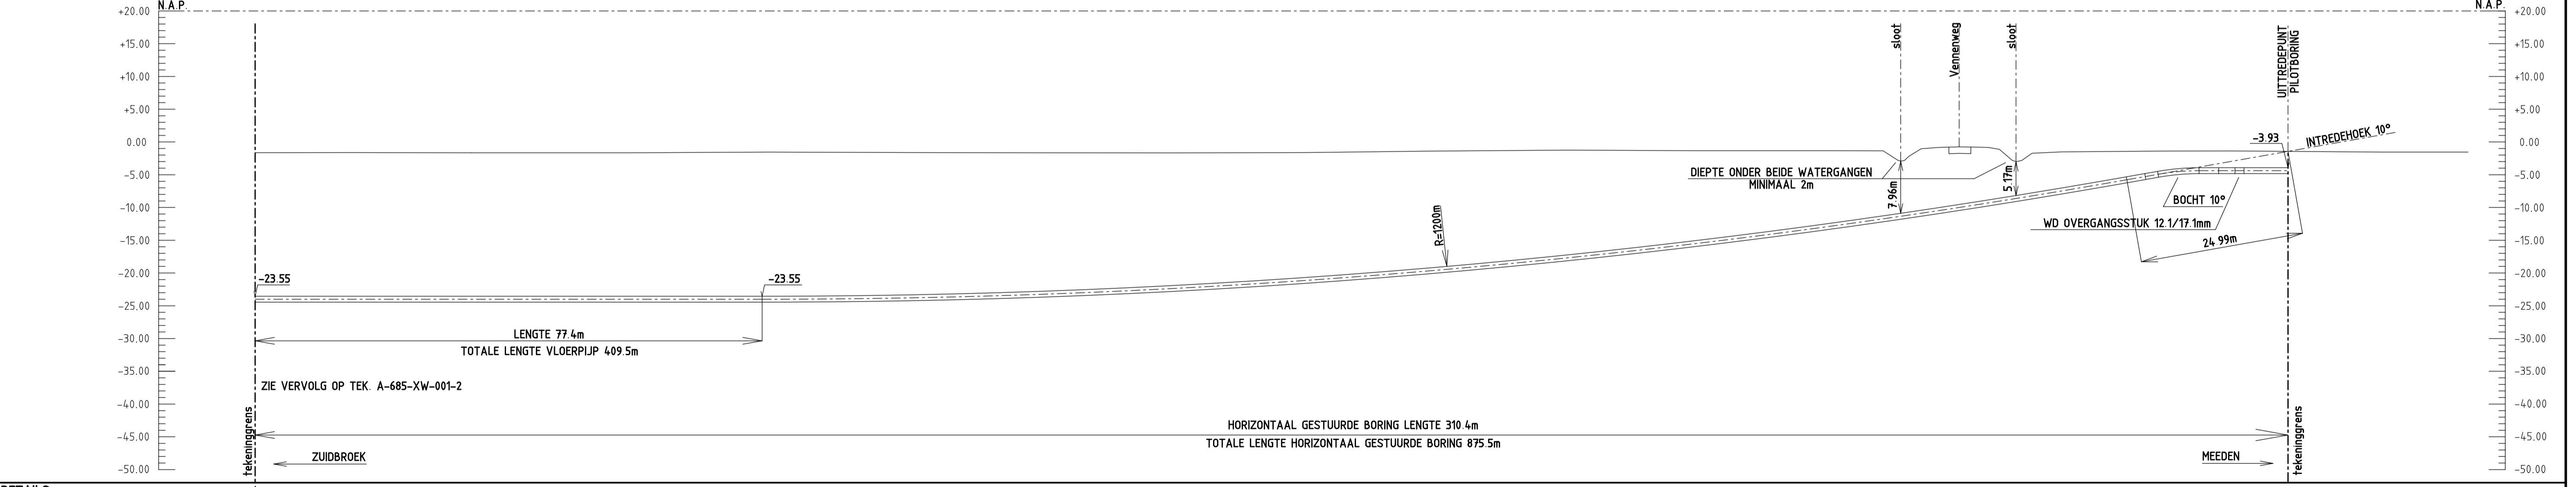 N.A.P.
N.A.P.
+20.00
+15.00
+10.00
+5.00
0.00
-5.00
-10.00
-15.00
-20.00
-25.00
-30.00
-35.00
-40.00
-45.00
-50.00
sloot
Vennenweg
sloot
UITTREDEPUNT
PILOTBORING
-3.93
INTREDEHOEK 10°
DIEPTE ONDER BEIDE WATERGANGEN
MINIMAAL 2m
7.96m
5.17m
BOCHT 10°
WD OVERGANGSSTUK 12.1/17.1mm
24.99m
R=1200m
-23.55
-23.55
LENGTE 77.4m
TOTALE LENGTE VLOERPIJP 409.5m
ZIE VERVOLG OP TEK. A-685-XW-001-2
tekeninggrens
HORIZONTAAL GESTUURDE BORING LENGTE 310.4m
TOTALE LENGTE HORIZONTAAL GESTUURDE BORING 875.5m
tekeninggrens
ZUIDBROEK
MEEDEN
+20.00
+15.00
+10.00
+5.00
0.00
-5.00
-10.00
-15.00
-20.00
-25.00
-30.00
-35.00
-40.00
-45.00
-50.00